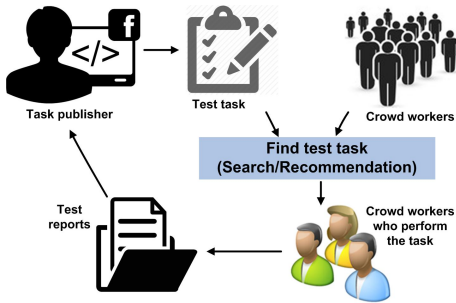 f
</>
Task publisher
Test task
Crowd workers
Find test task
(Search/Recommendation)
Test
reports
Crowd workers
who perform
the task